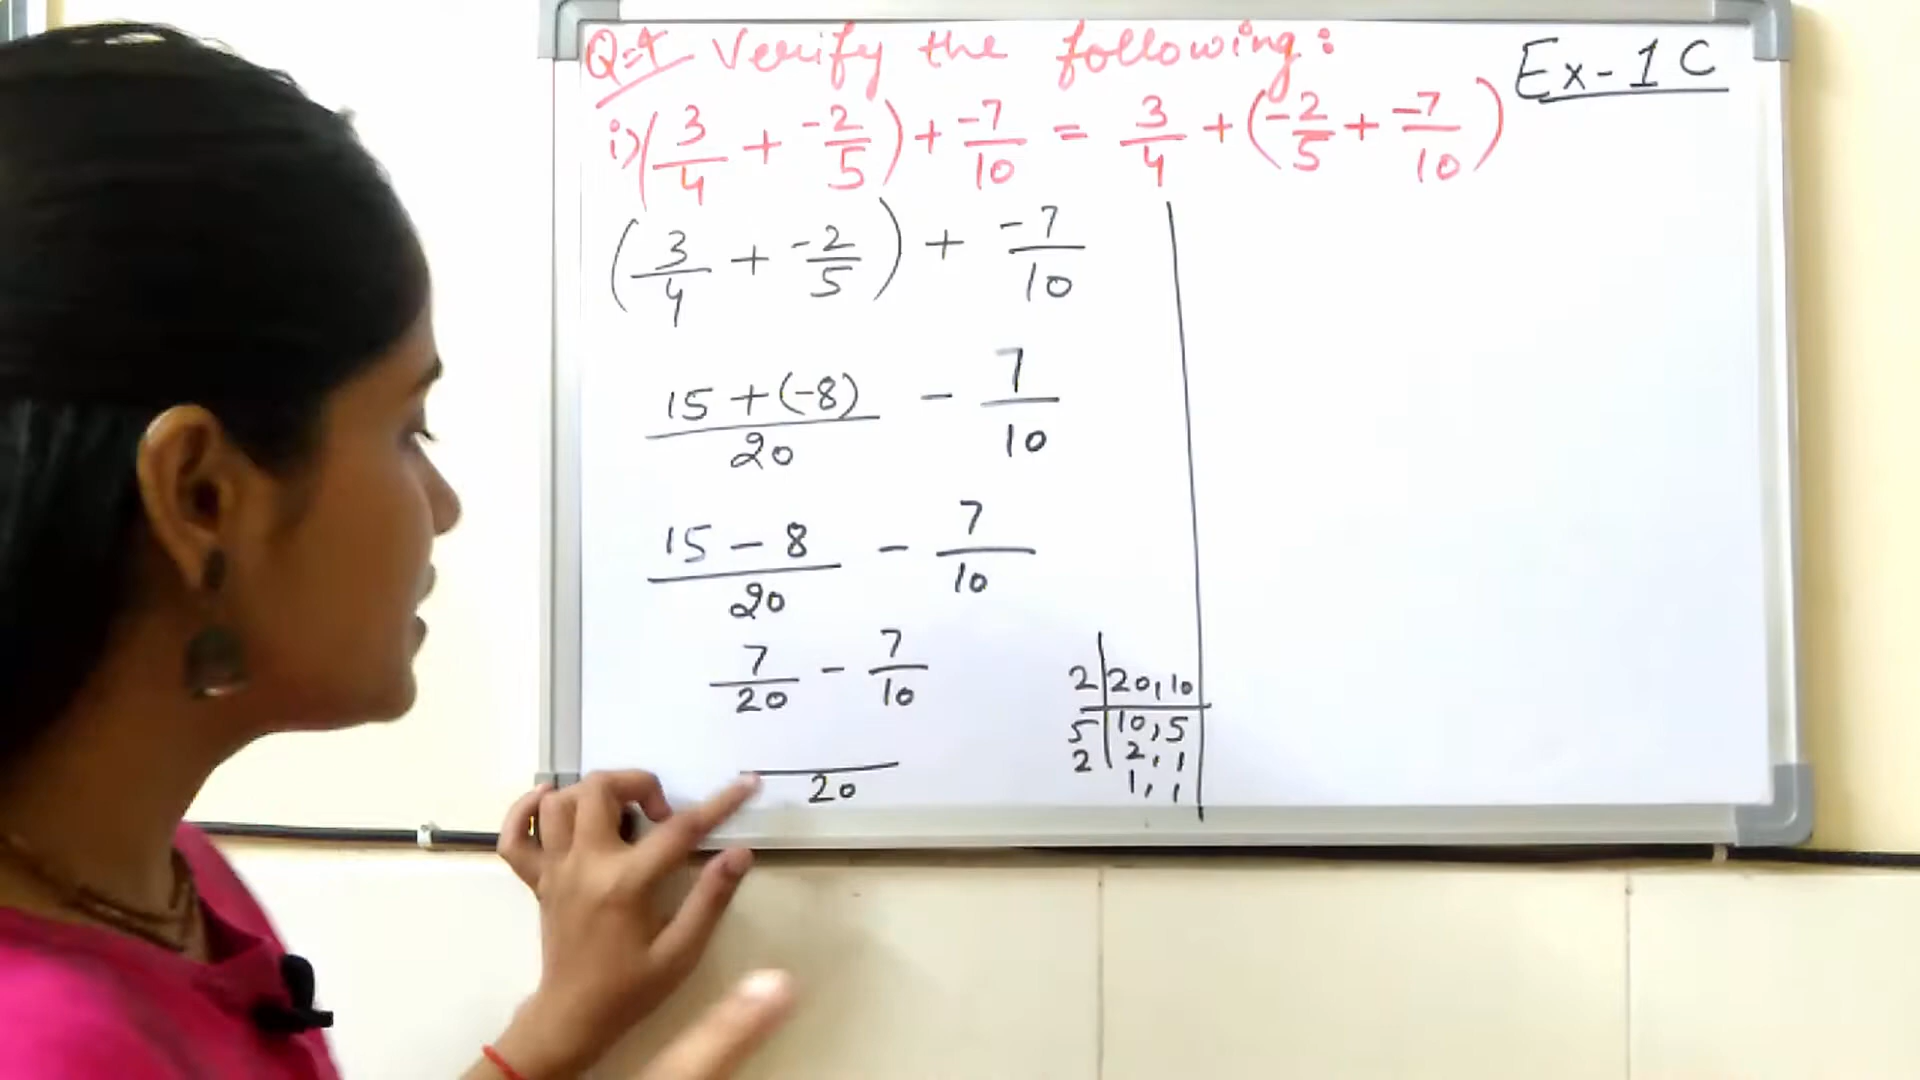 Q=4 Verify the following:
Ex-1C
i) (3/4 + -2/5) + -7/10 = 3/4 + (-2/5 + -7/10)
(3/4 + -2/5) + -7/10
15+(-8)/20 - 7/10
15-8/20 - 7/10
7/20 - 7/10
/20
2|20,10
5|10,5
2|2,1
1,1